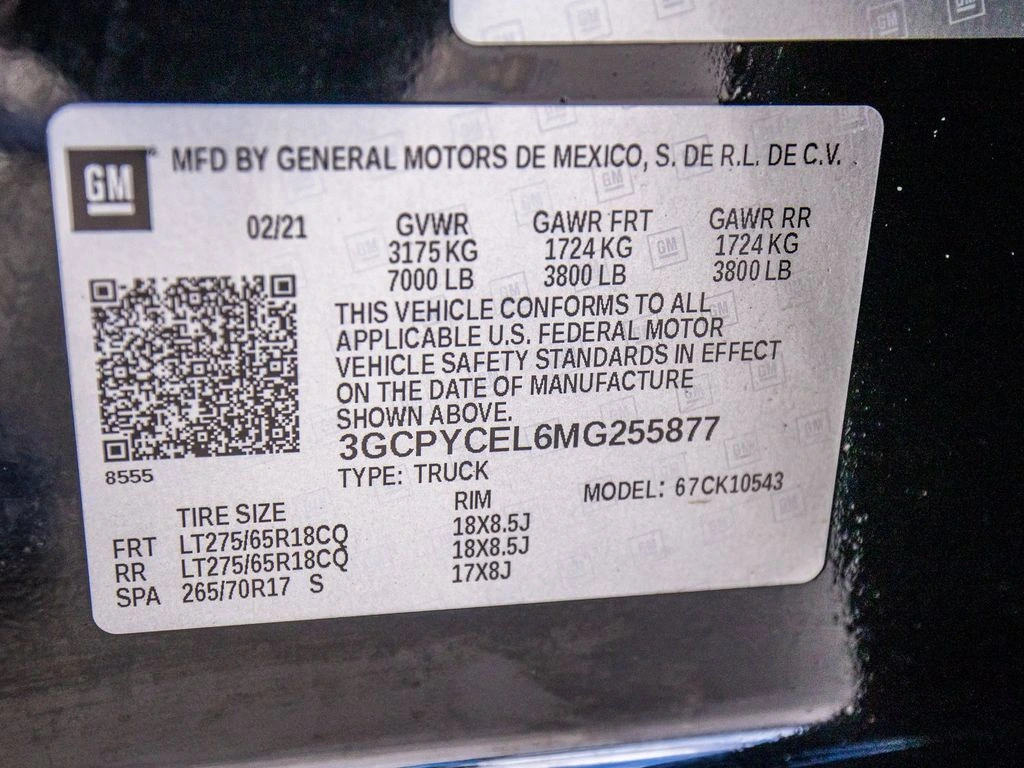 GM MFD BY GENERAL MOTORS DE MEXICO, S. DE R.L. DE C.V.
02/21 GVWR GAWR FRT GAWR RR
3175 KG 1724 KG 1724 KG
7000 LB 3800 LB 3800 LB
THIS VEHICLE CONFORMS TO ALL
APPLICABLE U.S. FEDERAL MOTOR
VEHICLE SAFETY STANDARDS IN EFFECT
ON THE DATE OF MANUFACTURE
SHOWN ABOVE.
3GCPYCEL6MG255877
8555
TYPE: TRUCK
MODEL: 67CK10543
TIRE SIZE RIM
FRT LT275/65R18CQ 18X8.5J
RR LT275/65R18CQ 18X8.5J
SPA 265/70R17 S 17X8J